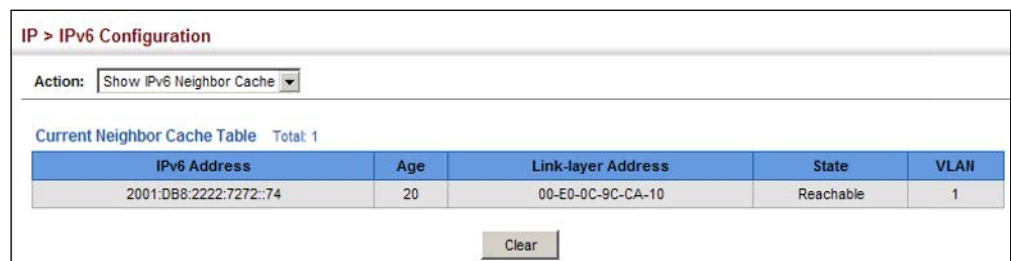 IP > IPv6 Configuration
Action: Show IPv6 Neighbor Cache
Current Neighbor Cache Table Total: 1
IPv6 Address Age Link-layer Address State VLAN
2001:DB8:2222:7272::74 20 00-E0-0C-9C-CA-10 Reachable 1
Clear